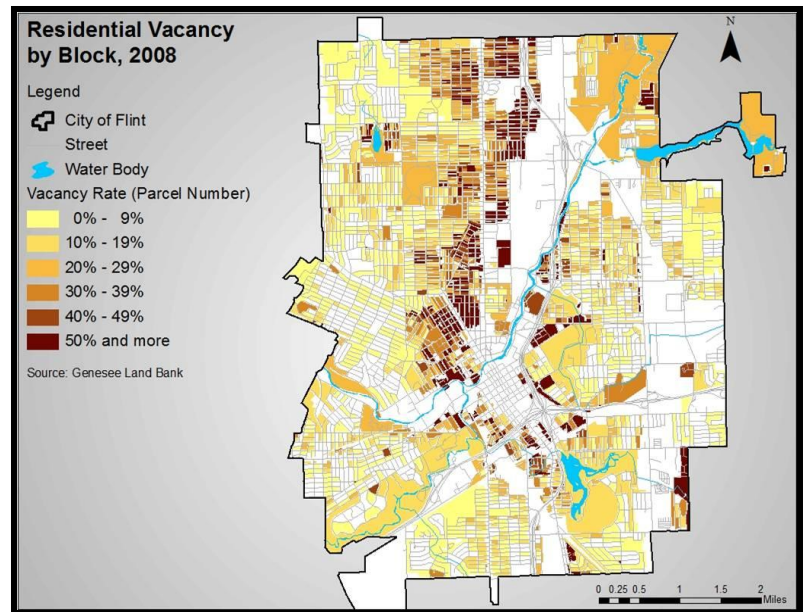 Residential Vacancy
by Block, 2008
Legend
City of Flint
Street
Water Body
Vacancy Rate (Parcel Number)
0% - 9%
10% - 19%
20% - 29%
30% - 39%
40% - 49%
50% and more
Source: Genesee Land Bank
N
0 0.25 0.5 1 1.5 2
Miles